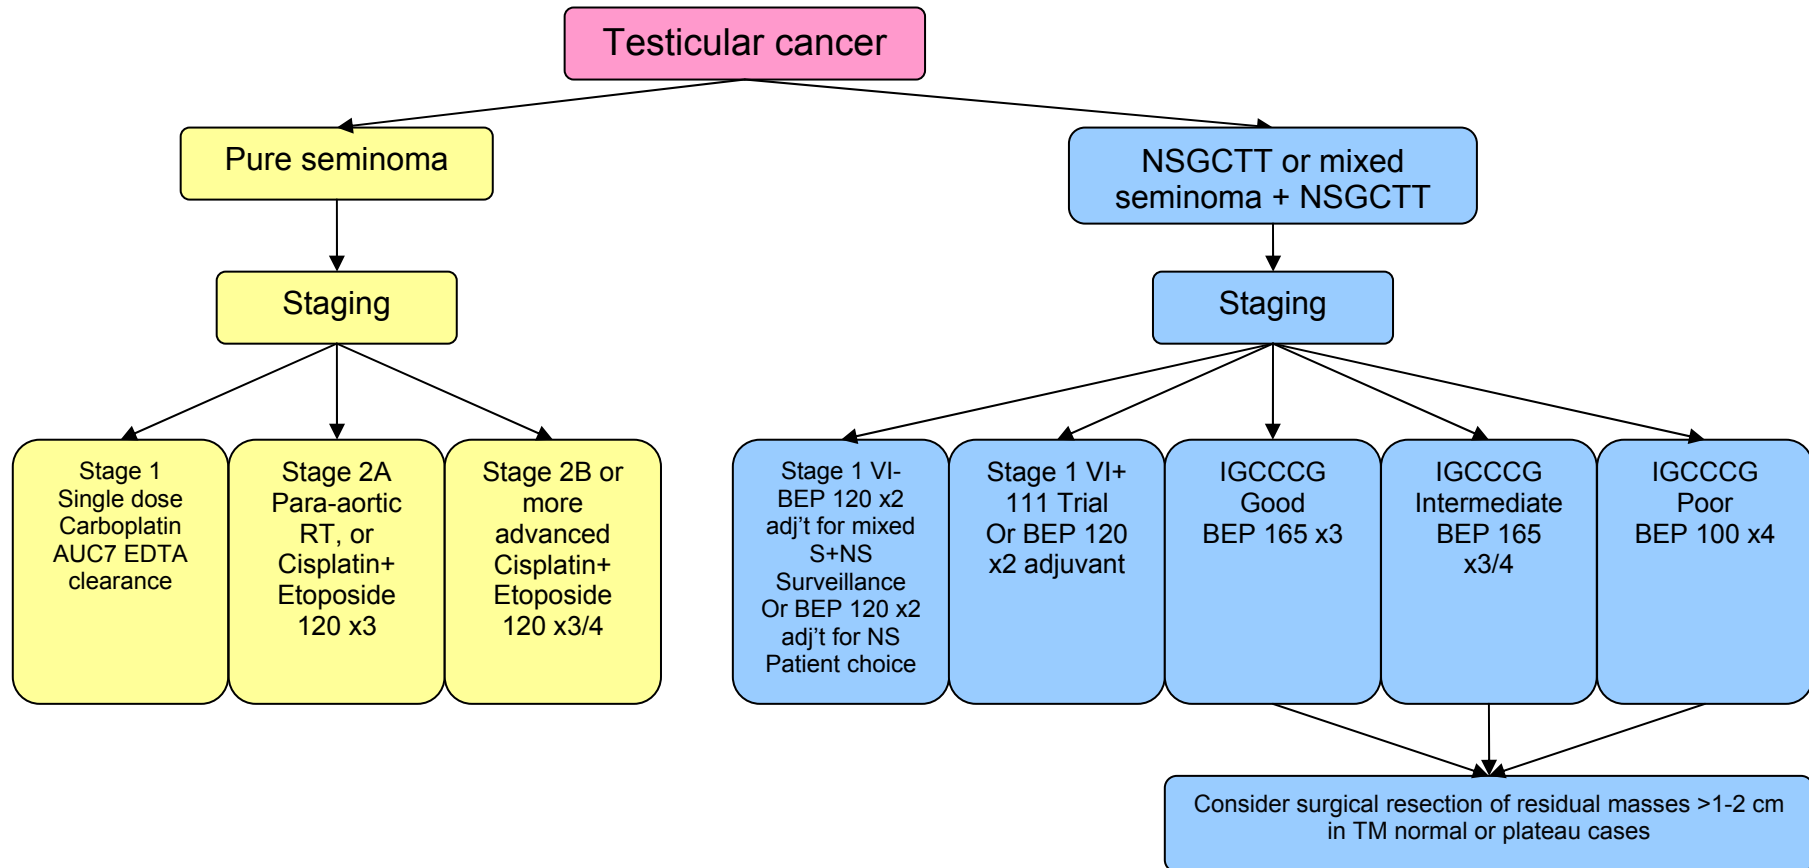 Testicular cancer
Pure seminoma
NSGCTT or mixed
seminoma + NSGCTT
Staging
Staging
Stage 1
Single dose
Carboplatin
AUC7 EDTA
clearance
Stage 2A
Para-aortic
RT, or
Cisplatin+
Etoposide
120 x3
Stage 2B or
more
advanced
Cisplatin+
Etoposide
120 x3/4
Stage 1 VI-
BEP 120 x2
adj’t for mixed
S+NS
Surveillance
Or BEP 120 x2
adj’t for NS
Patient choice
Stage 1 VI+
111 Trial
Or BEP 120
x2 adjuvant
IGCCCG
Good
BEP 165 x3
IGCCCG
Intermediate
BEP 165
x3/4
IGCCCG
Poor
BEP 100 x4
Consider surgical resection of residual masses >1-2 cm
in TM normal or plateau cases